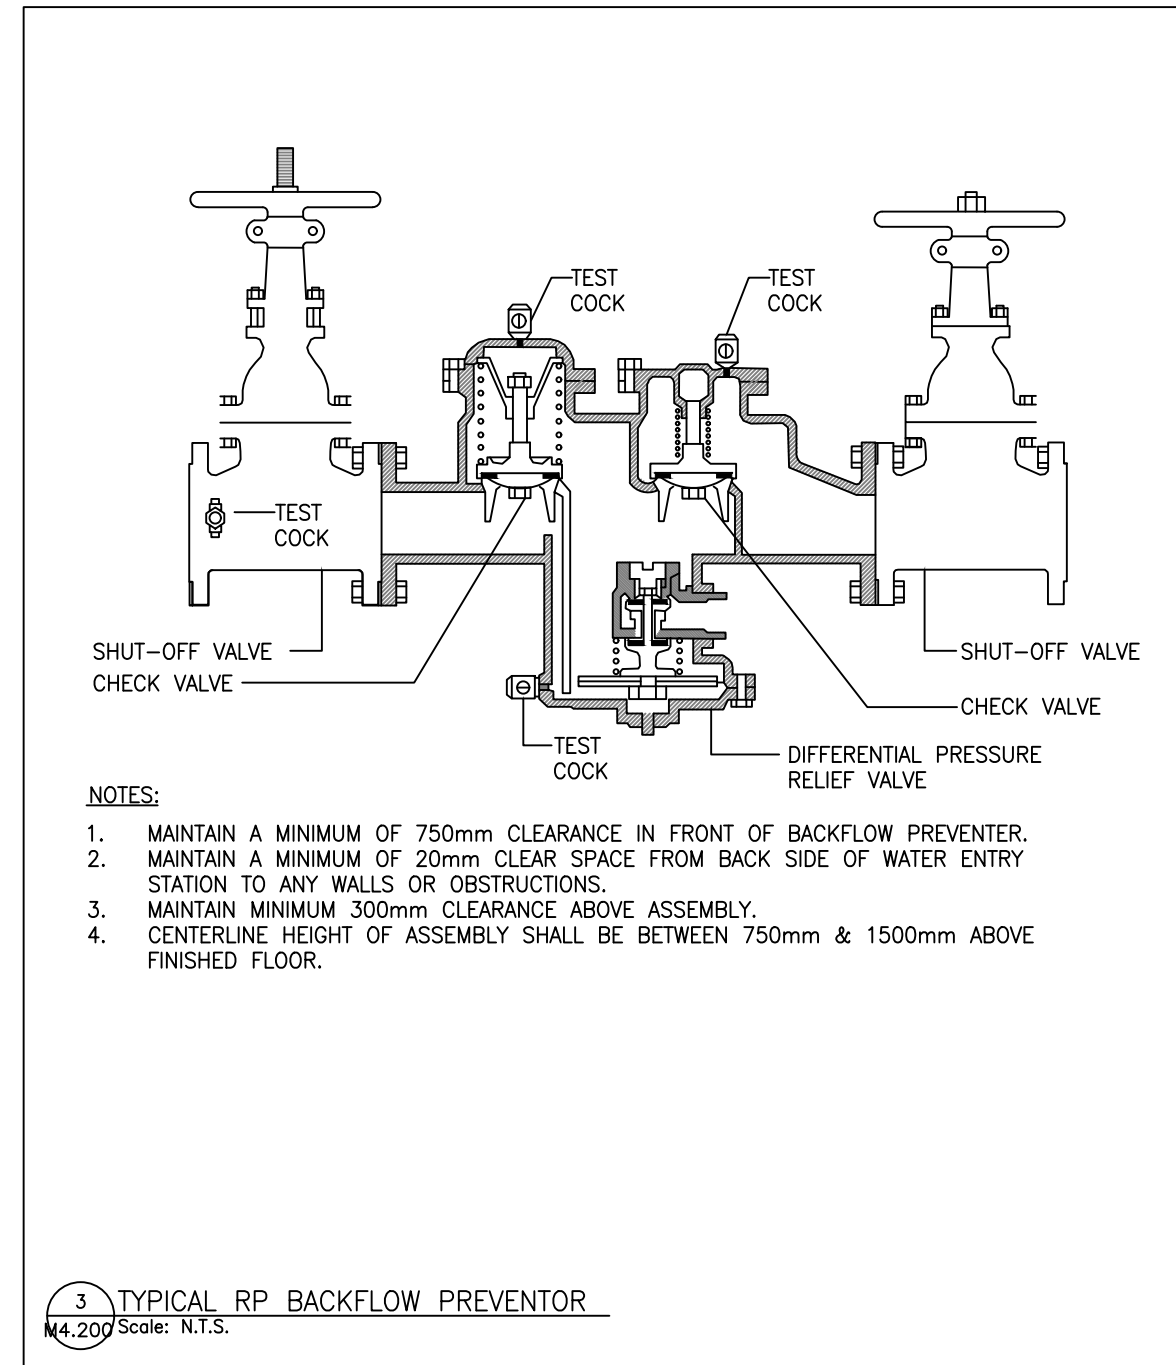 TEST
COCK
TEST
COCK
TEST
COCK
SHUT-OFF VALVE
CHECK VALVE
SHUT-OFF VALVE
CHECK VALVE
TEST
COCK
DIFFERENTIAL PRESSURE
RELIEF VALVE
NOTES:
1. MAINTAIN A MINIMUM OF 750mm CLEARANCE IN FRONT OF BACKFLOW PREVENTER.
2. MAINTAIN A MINIMUM OF 20mm CLEAR SPACE FROM BACK SIDE OF WATER ENTRY
STATION TO ANY WALLS OR OBSTRUCTIONS.
3. MAINTAIN MINIMUM 300mm CLEARANCE ABOVE ASSEMBLY.
4. CENTERLINE HEIGHT OF ASSEMBLY SHALL BE BETWEEN 750mm & 1500mm ABOVE
FINISHED FLOOR.
3 TYPICAL RP BACKFLOW PREVENTOR
M4.200 Scale: N.T.S.